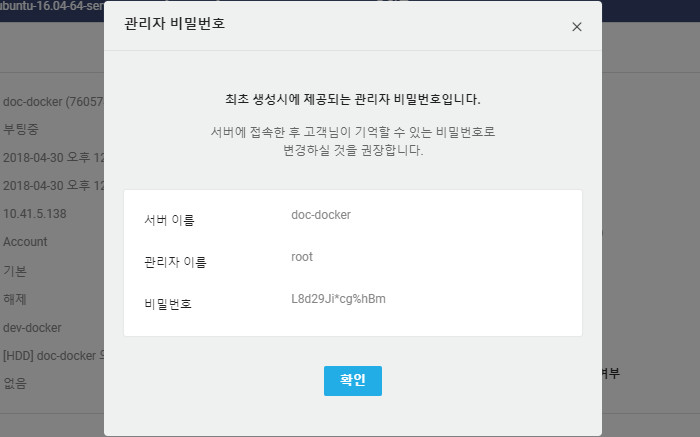 ubuntu-16.04-64-ser
관리자 비밀번호
최초 생성시에 제공되는 관리자 비밀번호입니다.
서버에 접속한 후 고객님이 기억할 수 있는 비밀번호로
변경하실 것을 권장합니다.
서버 이름 doc-docker
관리자 이름 root
비밀번호 L8d29Ji*cg%hBm
확인
doc-docker (76057
부팅중
2018-04-30 오후 12
2018-04-30 오후 12
10.41.5.138
Account
기본
해제
dev-docker
[HDD] doc-docker 의
없음
여부